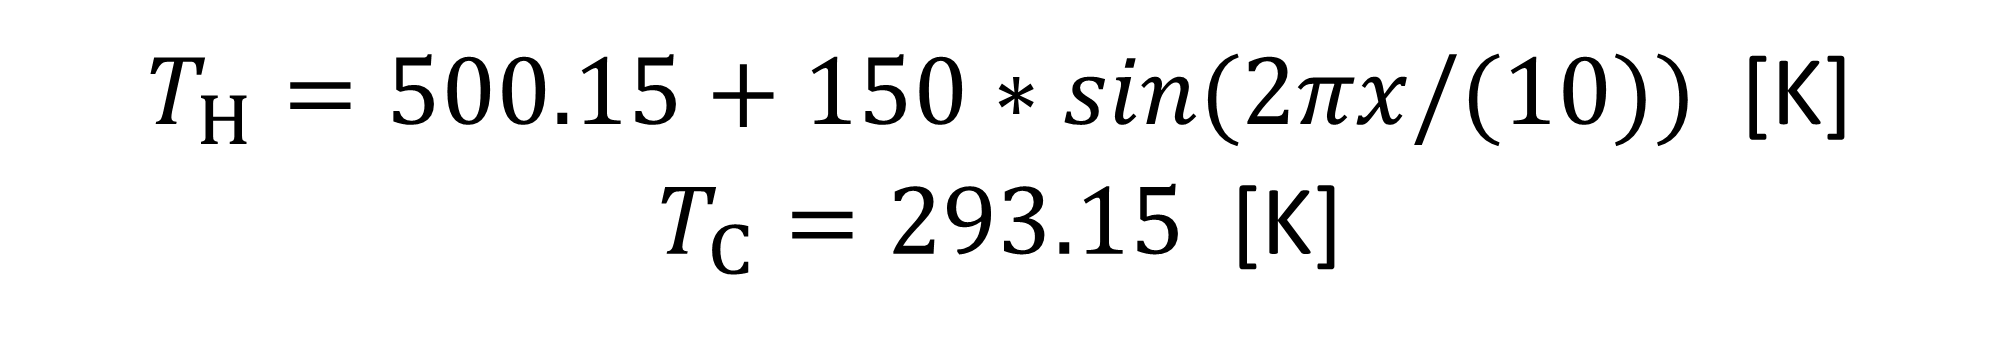 T_H = 500.15 + 150 * sin(2πx/(10)) [K]
T_C = 293.15 [K]